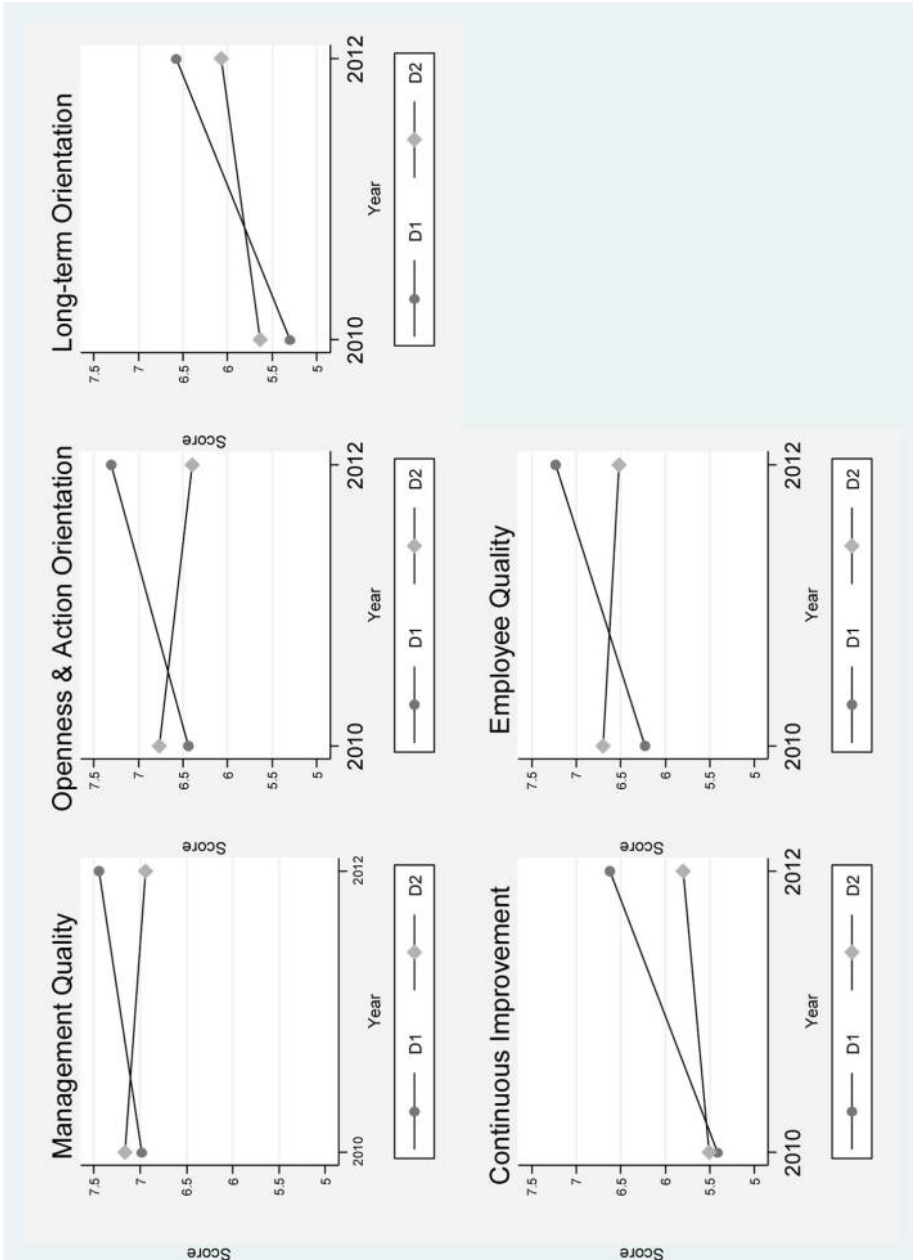 Management Quality
Score
7.5
7
6.5
6
5.5
5
2010
2012
Year
D1
D2
Openness & Action Orientation
Score
7.5
7
6.5
6
5.5
5
2010
2012
Year
D1
D2
Long-term Orientation
Score
7.5
7
6.5
6
5.5
5
2010
2012
Year
D1
D2
Continuous Improvement
Score
7.5
7
6.5
6
5.5
5
2010
2012
Year
D1
D2
Employee Quality
Score
7.5
7
6.5
6
5.5
5
2010
2012
Year
D1
D2